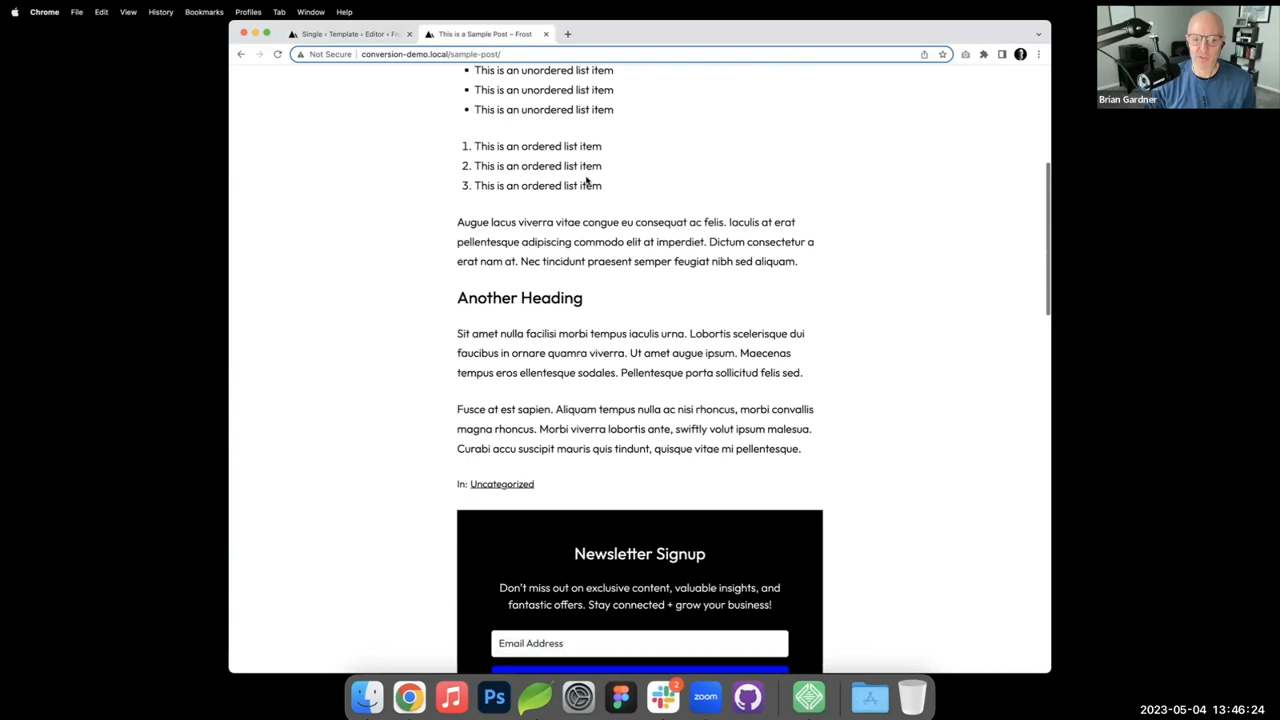 Chrome File Edit View History Bookmarks Profiles Tab Window Help
Single ‹ Template ‹ Editor ‹ Fr
This is a Sample Post – Frost
Not Secure conversion-demo.local/sample-post/
Brian Gardner
• This is an unordered list item
• This is an unordered list item
• This is an unordered list item
1. This is an ordered list item
2. This is an ordered list item
3. This is an ordered list item
Augue lacus viverra vitae congue eu consequat ac felis. Iaculis at erat
pellentesque adipiscing commodo elit at imperdiet. Dictum consectetur a
erat nam at. Nec tincidunt praesent semper feugiat nibh sed aliquam.
Another Heading
Sit amet nulla facilisi morbi tempus iaculis urna. Lobortis scelerisque dui
faucibus in ornare quamra viverra. Ut amet augue ipsum. Maecenas
tempus eros ellentesque sodales. Pellentesque porta sollicitud felis sed.
Fusce at est sapien. Aliquam tempus nulla ac nisi rhoncus, morbi convallis
magna rhoncus. Morbi viverra lobortis ante, swiftly volut ipsum malesua.
Curabi accu suscipit mauris quis tindunt, quisque vitae mi pellentesque.
In: Uncategorized
Newsletter Signup
Don't miss out on exclusive content, valuable insights, and
fantastic offers. Stay connected + grow your business!
Email Address
Ps
2
zoom
2023-05-04 13:46:24